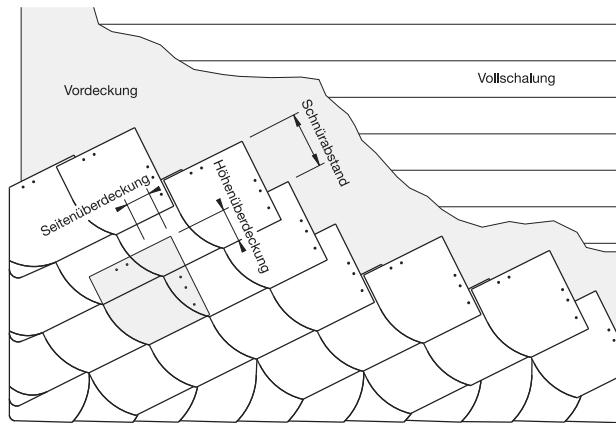 Vordeckung
Vollschalung
Schnürabstand
Höhenüberdeckung
Seitenüberdeckung